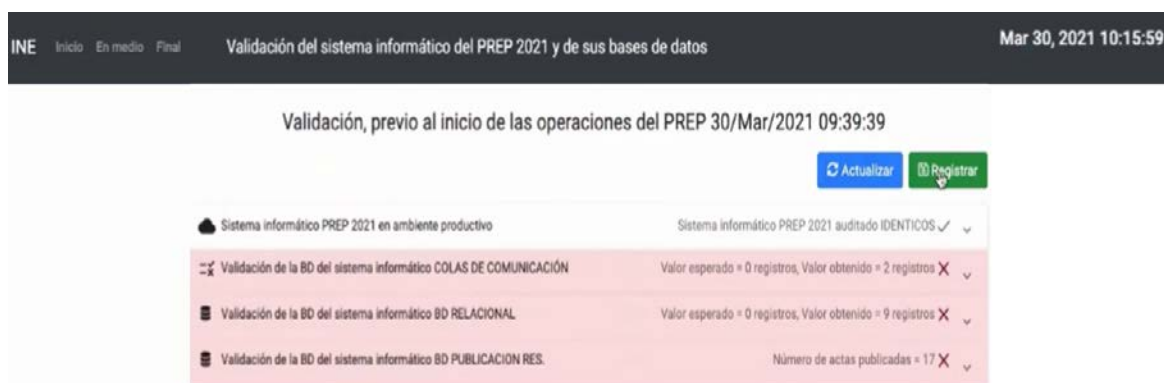 INE Inicio En medio Final Validación del sistema informático del PREP 2021 y de sus bases de datos Mar 30, 2021 10:15:59
Validación, previo al inicio de las operaciones del PREP 30/Mar/2021 09:39:39
Actualizar Registrar
Sistema informático PREP 2021 en ambiente productivo Sistema informático PREP 2021 auditado IDENTICOS
Validación de la BD del sistema informático COLAS DE COMUNICACIÓN Valor esperado = 0 registros, Valor obtenido = 2 registros
Validación de la BD del sistema informático BD RELACIONAL Valor esperado = 0 registros, Valor obtenido = 9 registros
Validación de la BD del sistema informático BD PUBLICACION RES. Número de actas publicadas = 17